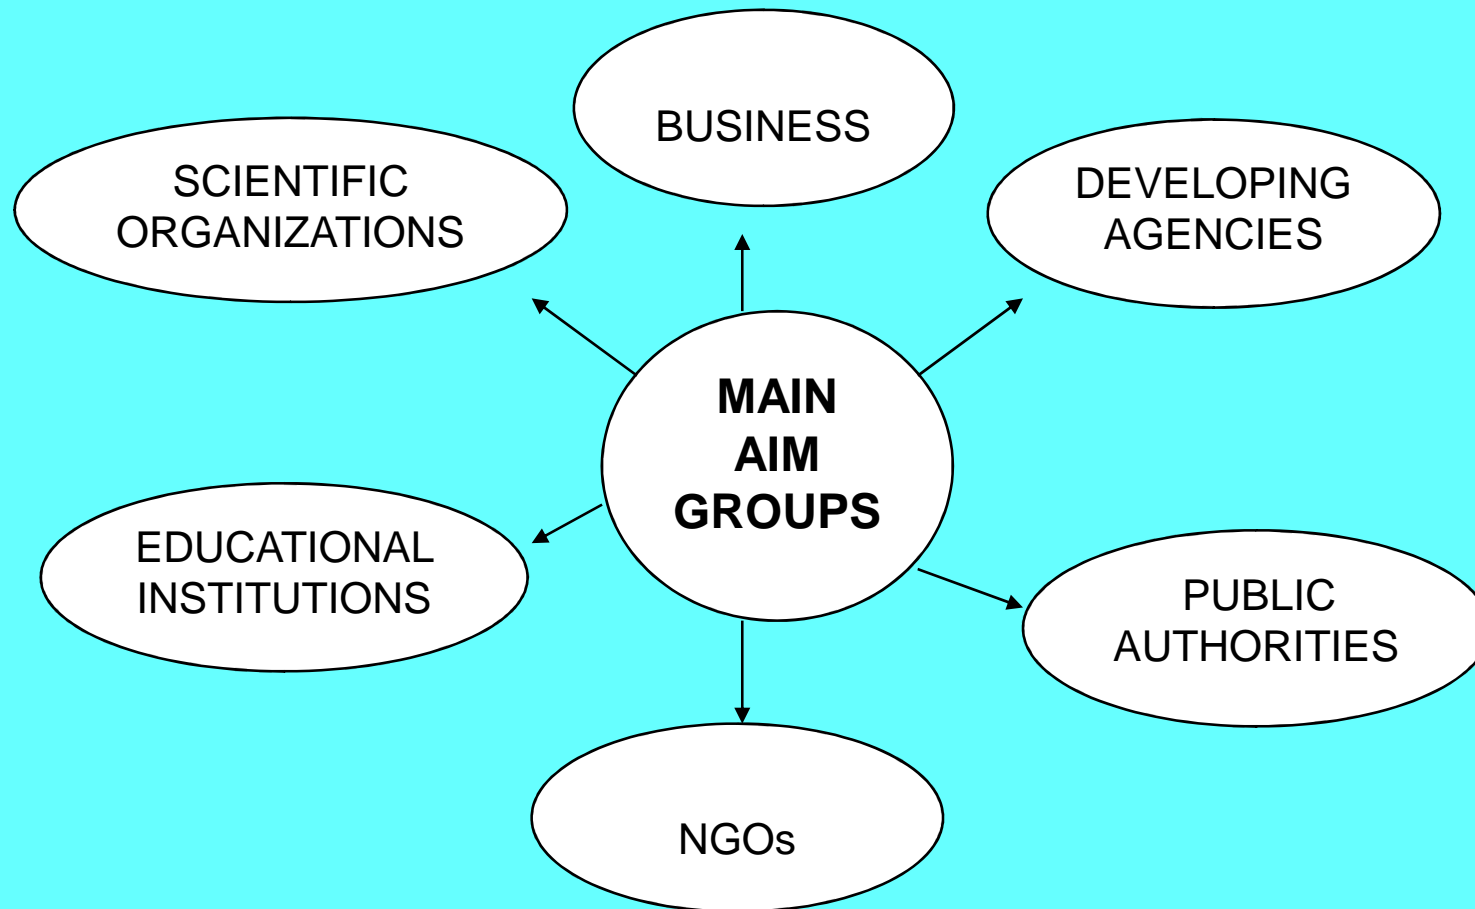 BUSINESS
SCIENTIFIC
ORGANIZATIONS
DEVELOPING
AGENCIES
MAIN
AIM
GROUPS
EDUCATIONAL
INSTITUTIONS
PUBLIC
AUTHORITIES
NGOs